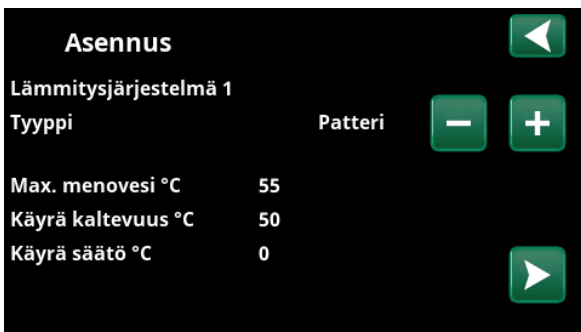 Asennus
Lämmitysjärjestelmä 1
Tyyppi Patteri
Max. menovesi °C 55
Käyrä kaltevuus °C 50
Käyrä säätö °C 0